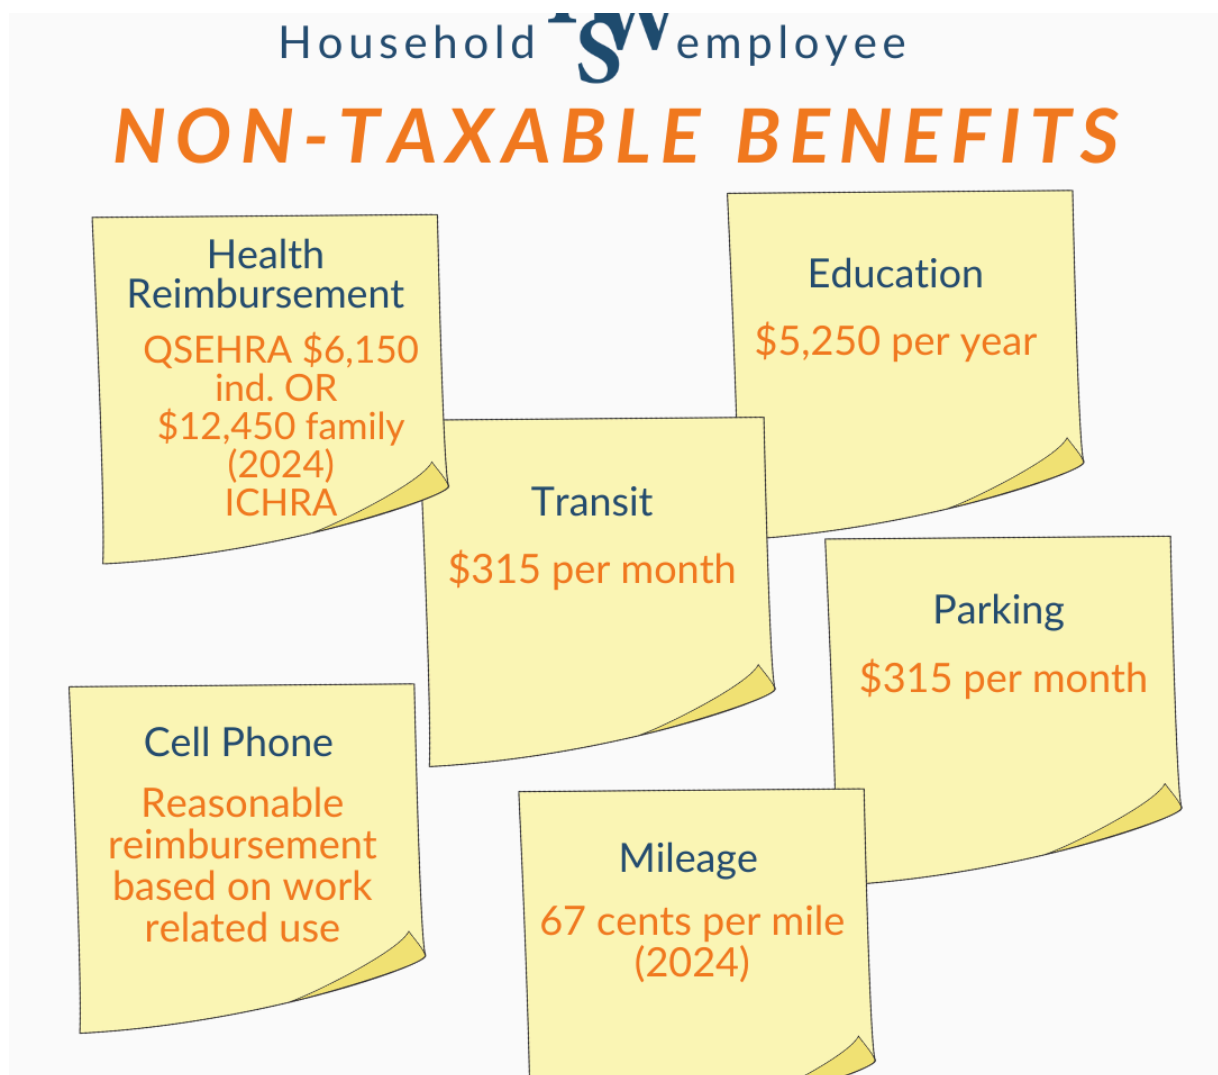 Household
employee
NON-TAXABLE BENEFITS
Health
Reimbursement
QSEHRA $6,150
ind. OR
$12,450 family
(2024)
ICHRA
Education
$5,250 per year
Transit
$315 per month
Parking
$315 per month
Cell Phone
Reasonable
reimbursement
based on work
related use
Mileage
67 cents per mile
(2024)